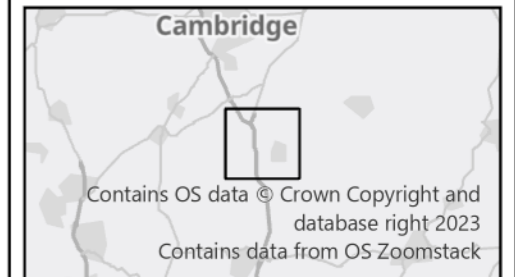 Cambridge
Contains OS data © Crown Copyright and
database right 2023
Contains data from OS Zoomstack